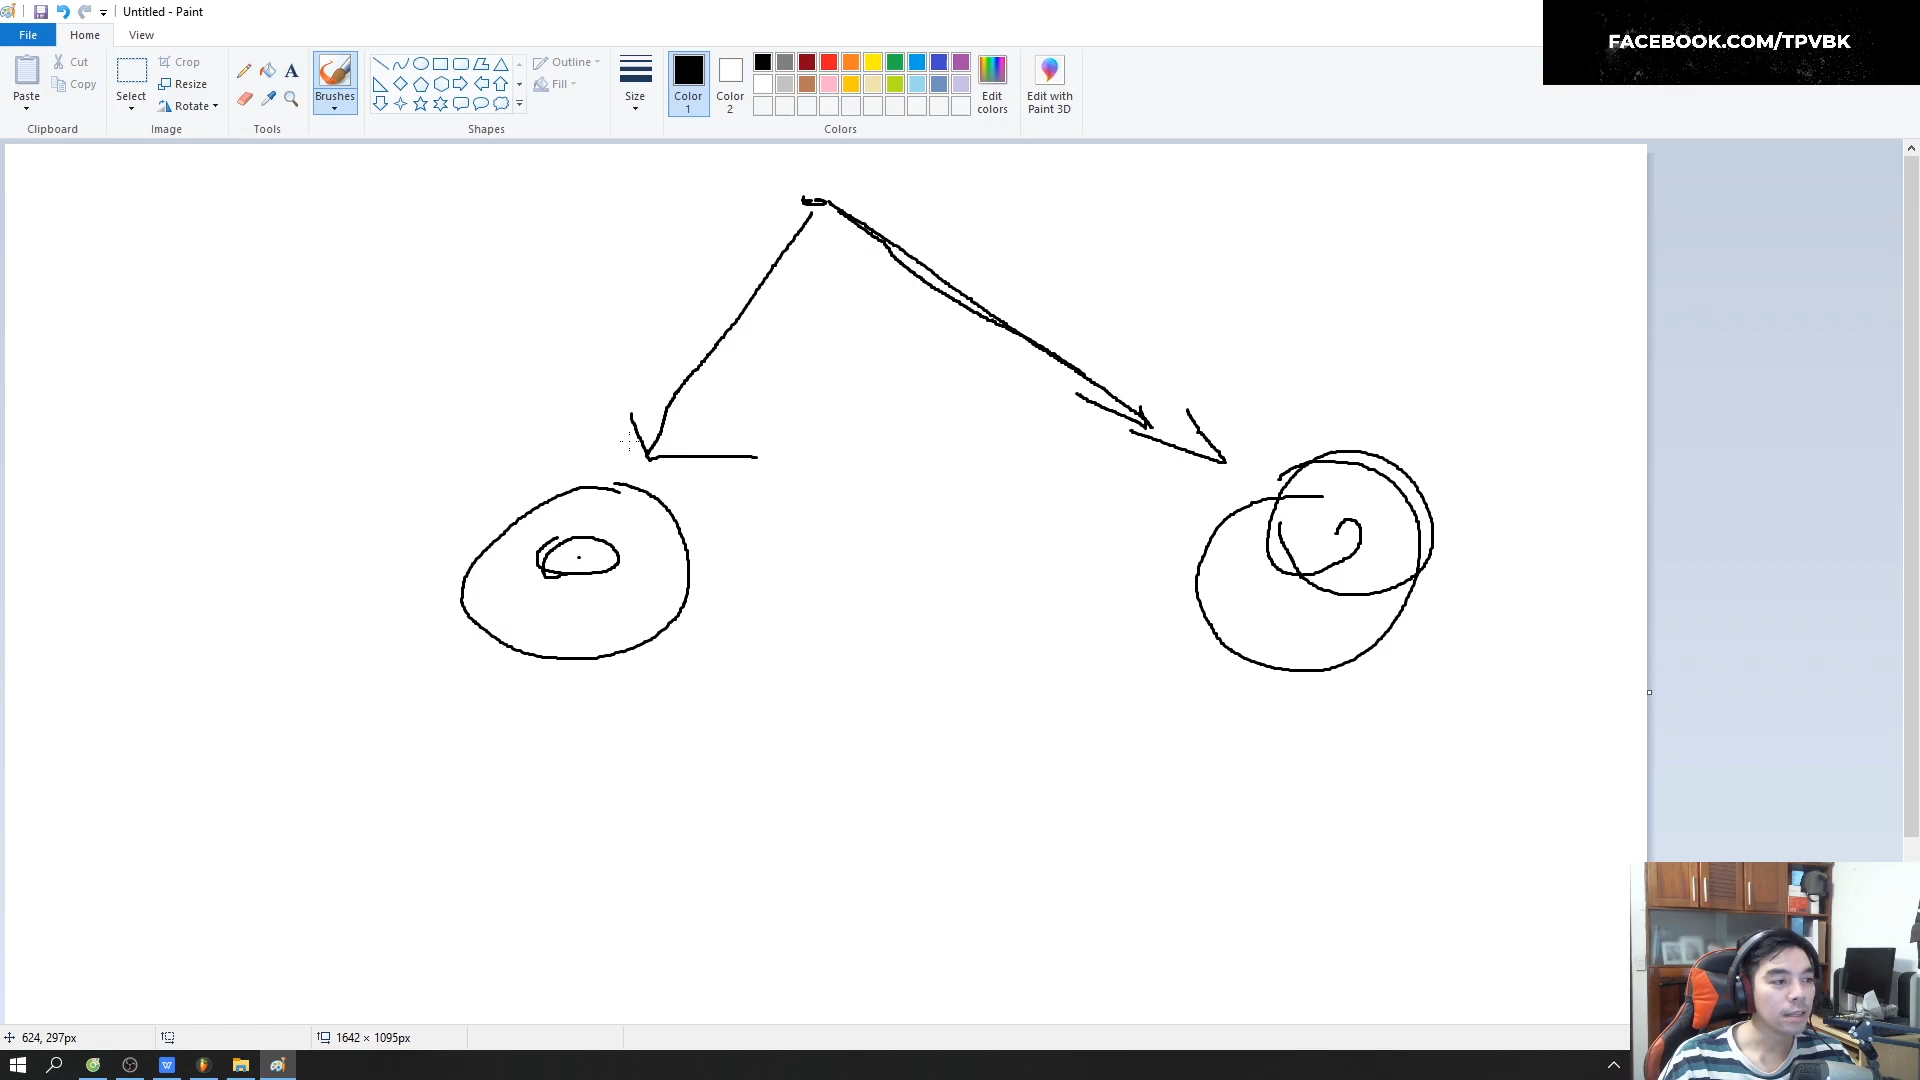 Untitled - Paint
FACEBOOK.COM/TPVBK
File
Home
View
Paste
Cut
Copy
Clipboard
Select
Crop
Resize
Rotate
Image
A
Tools
Brushes
Outline
Fill
Shapes
Size
Color
1
Color
2
Edit
colors
Colors
Edit with
Paint 3D
624, 297px
1642 × 1095px
W